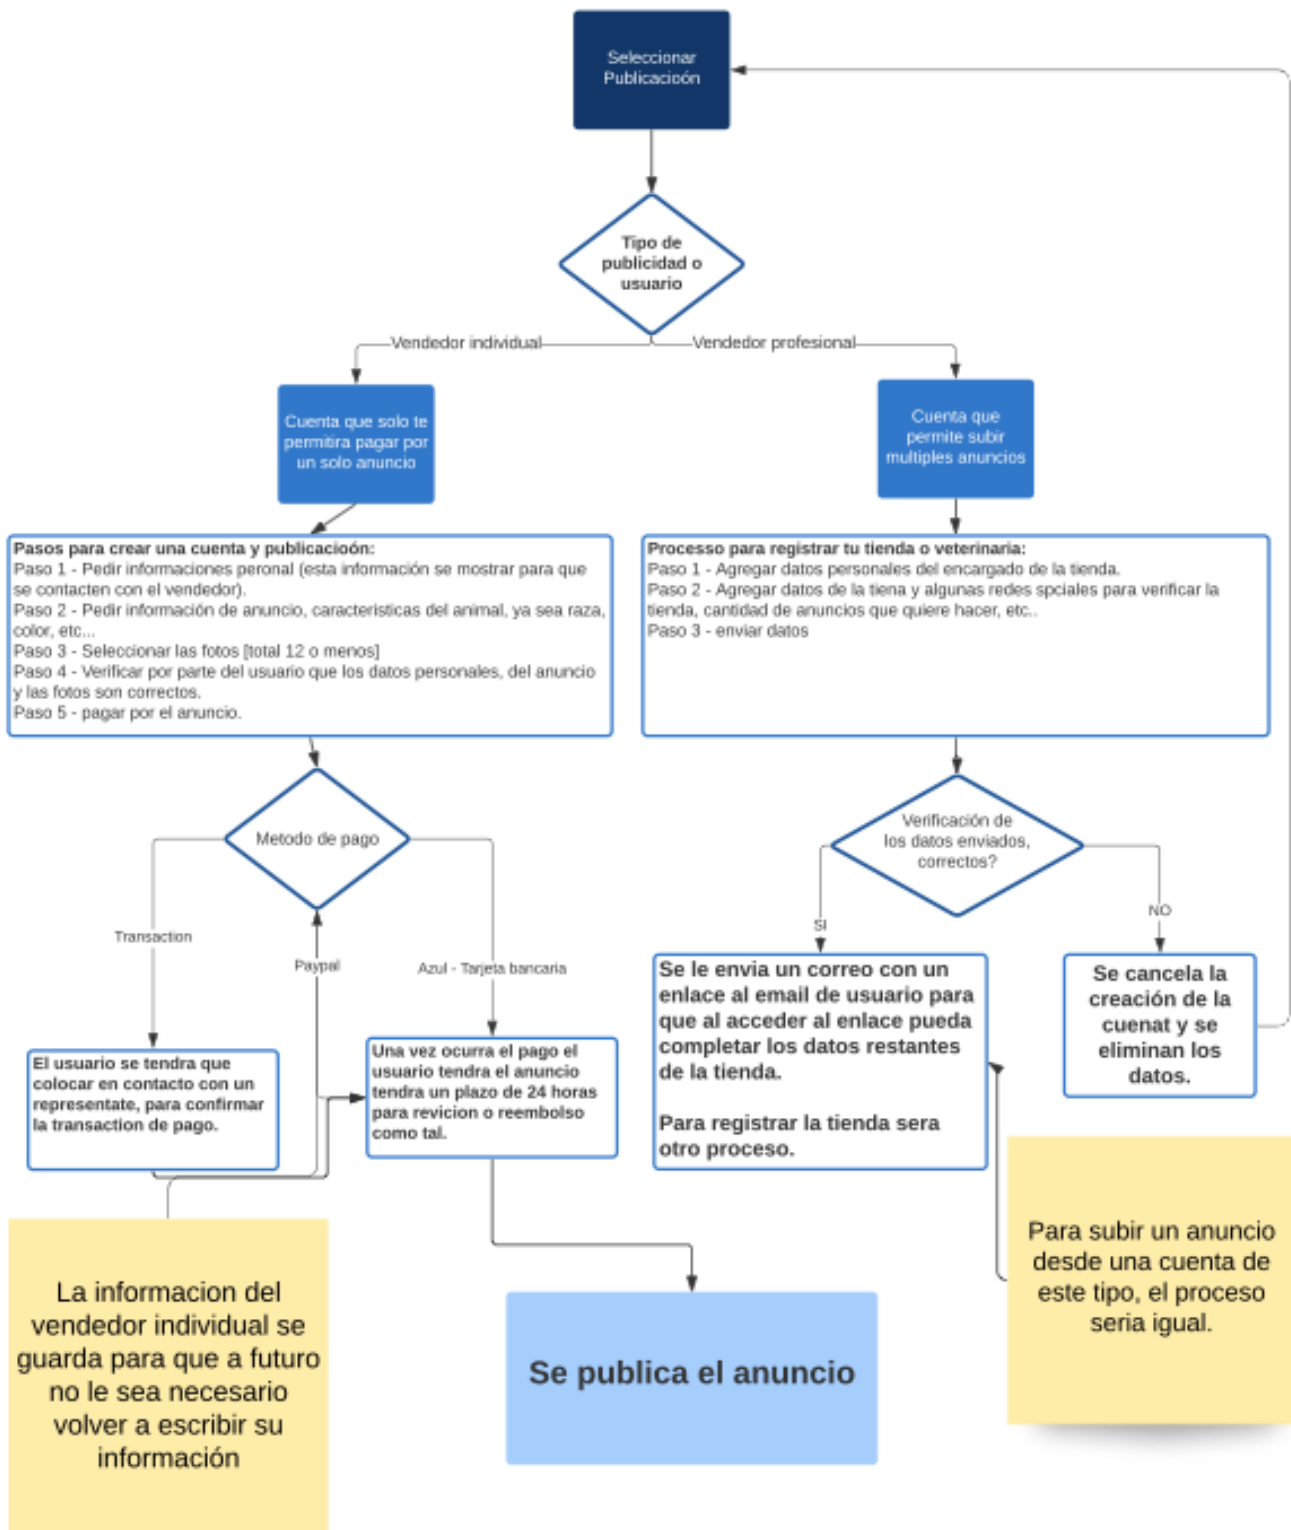 Seleccionar
Publicacioón
Tipo de
publicidad o
usuario
Vendedor individual
Vendedor profesional
Cuenta que solo te
permitira pagar por
un solo anuncio
Cuenta que
permite subir
multiples anuncios
Pasos para crear una cuenta y publicacioón:
Paso 1 - Pedir informaciones peronal (esta información se mostrar para que
se contacten con el vendedor).
Paso 2 - Pedir información de anuncio, caracteristicas del animal, ya sea raza,
color, etc...
Paso 3 - Seleccionar las fotos [total 12 o menos]
Paso 4 - Verificar por parte del usuario que los datos personales, del anuncio
y las fotos son correctos.
Paso 5 - pagar por el anuncio.
Processo para registrar tu tienda o veterinaria:
Paso 1 - Agregar datos personales del encargado de la tienda.
Paso 2 - Agregar datos de la tiena y algunas redes spciales para verificar la
tienda, cantidad de anuncios que quiere hacer, etc..
Paso 3 - enviar datos
Metodo de pago
Verificación de
los datos enviados,
correctos?
Transaction
Paypal
Azul - Tarjeta bancaria
SI
NO
El usuario se tendra que
colocar en contacto con un
representate, para confirmar
la transaction de pago.
Una vez ocurra el pago el
usuario tendra el anuncio
tendra un plazo de 24 horas
para revicion o reembolso
como tal.
Se le envia un correo con un
enlace al email de usuario para
que al acceder al enlace pueda
completar los datos restantes
de la tienda.
Para registrar la tienda sera
otro proceso.
Se cancela la
creación de la
cuenat y se
eliminan los
datos.
La informacion del
vendedor individual se
guarda para que a futuro
no le sea necesario
volver a escribir su
información
Se publica el anuncio
Para subir un anuncio
desde una cuenta de
este tipo, el proceso
seria igual.